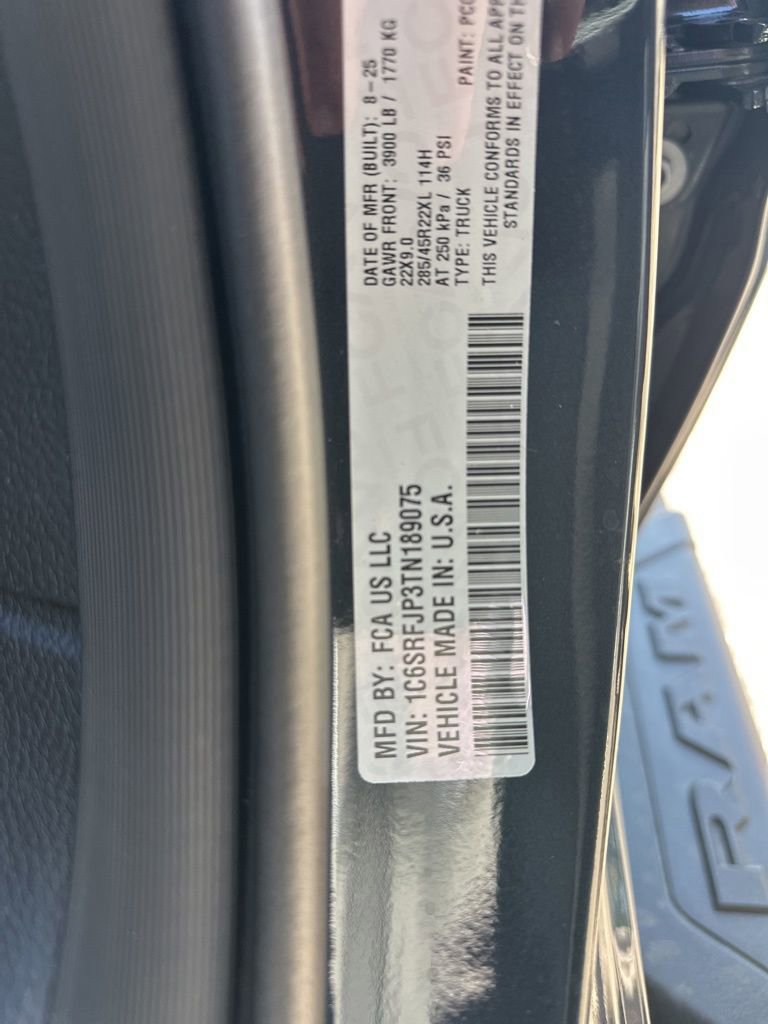 MFD BY: FCA US LLC
VIN: 1C6SRFJP3TN189075
VEHICLE MADE IN: U.S.A.
DATE OF MFR (BUILT): 8-25
GAWR FRONT: 3900 LB / 1770 KG
22X9.0
285/45R22XL 114H
AT 250 kPa / 36 PSI
TYPE: TRUCK
PAINT:
THIS VEHICLE CONFORMS TO ALL
STANDARDS IN EFFECT ON
RAM